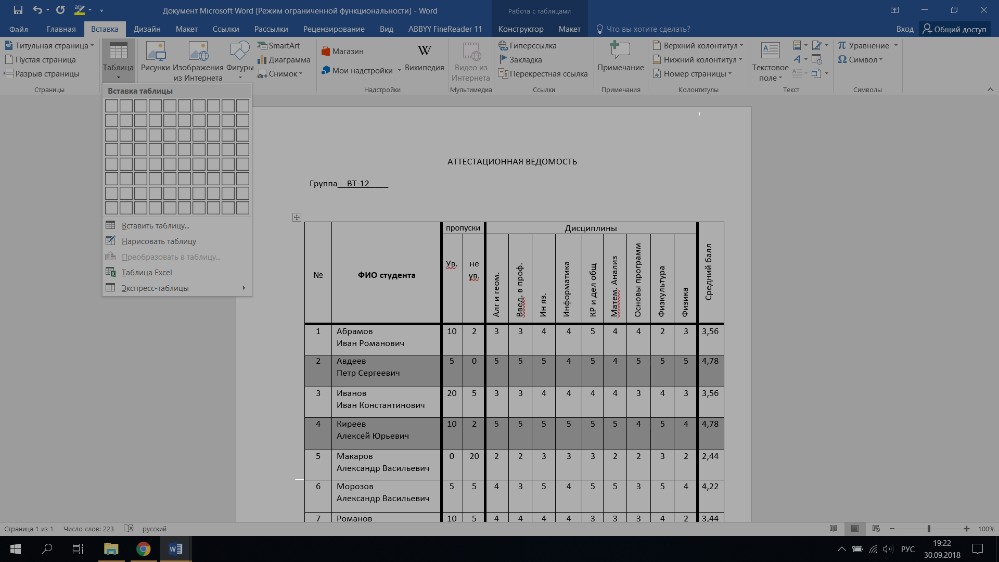 Документ Microsoft Word [Режим ограниченной функциональности] - Word
Работа с таблицами
Файл Главная Вставка Дизайн Макет Ссылки Рассылки Рецензирование Вид ABBYY FineReader 11 Конструктор Макет Что вы хотите сделать? Вход Общий доступ
Титульная страница
Пустая страница
Разрыв страницы
Страницы
Таблица
Рисунки
Изображения из Интернета
Фигуры
SmartArt
Диаграмма
Снимок
Магазин
Мои надстройки
Википедия
Надстройки
Видео из Интернета
Мультимедиа
Гиперссылка
Закладка
Перекрестная ссылка
Ссылки
Примечание
Примечания
Верхний колонтитул
Нижний колонтитул
Номер страницы
Колонтитулы
Текстовое поле
Текст
Уравнение
Символ
Символы
Вставка таблицы
Вставить таблицу...
Нарисовать таблицу
Преобразовать в таблицу...
Таблица Excel
Экспресс-таблицы
АТТЕСТАЦИОННАЯ ВЕДОМОСТЬ
Группа ВТ-12
№ ФИО студента пропуски Дисциплины Средний балл
Ув. не ув. Алг и геом. Введ. в проф. Ин яз. Информатика КР и дел общ Матем. Анализ Основы программ Физкультура Физика
1 Абрамов Иван Романович 10 2 3 3 4 4 5 4 4 2 3 3,56
2 Авдеев Петр Сергеевич 5 0 5 5 5 4 5 4 5 5 5 4,78
3 Иванов Иван Константинович 20 5 3 3 4 4 4 4 3 4 3 3,56
4 Киреев Алексей Юрьевич 10 2 5 5 5 5 5 5 4 5 4 4,78
5 Макаров Александр Васильевич 0 20 2 2 3 3 3 2 2 3 2 2,44
6 Морозов Александр Васильевич 5 5 4 3 5 4 5 5 3 5 4 4,22
7 Романов 10 5 4 4 4 4 3 3 3 4 2 3,44
Страница 1 из 1 Число слов: 223 русский 100%
РУС 19:22
30.09.2018